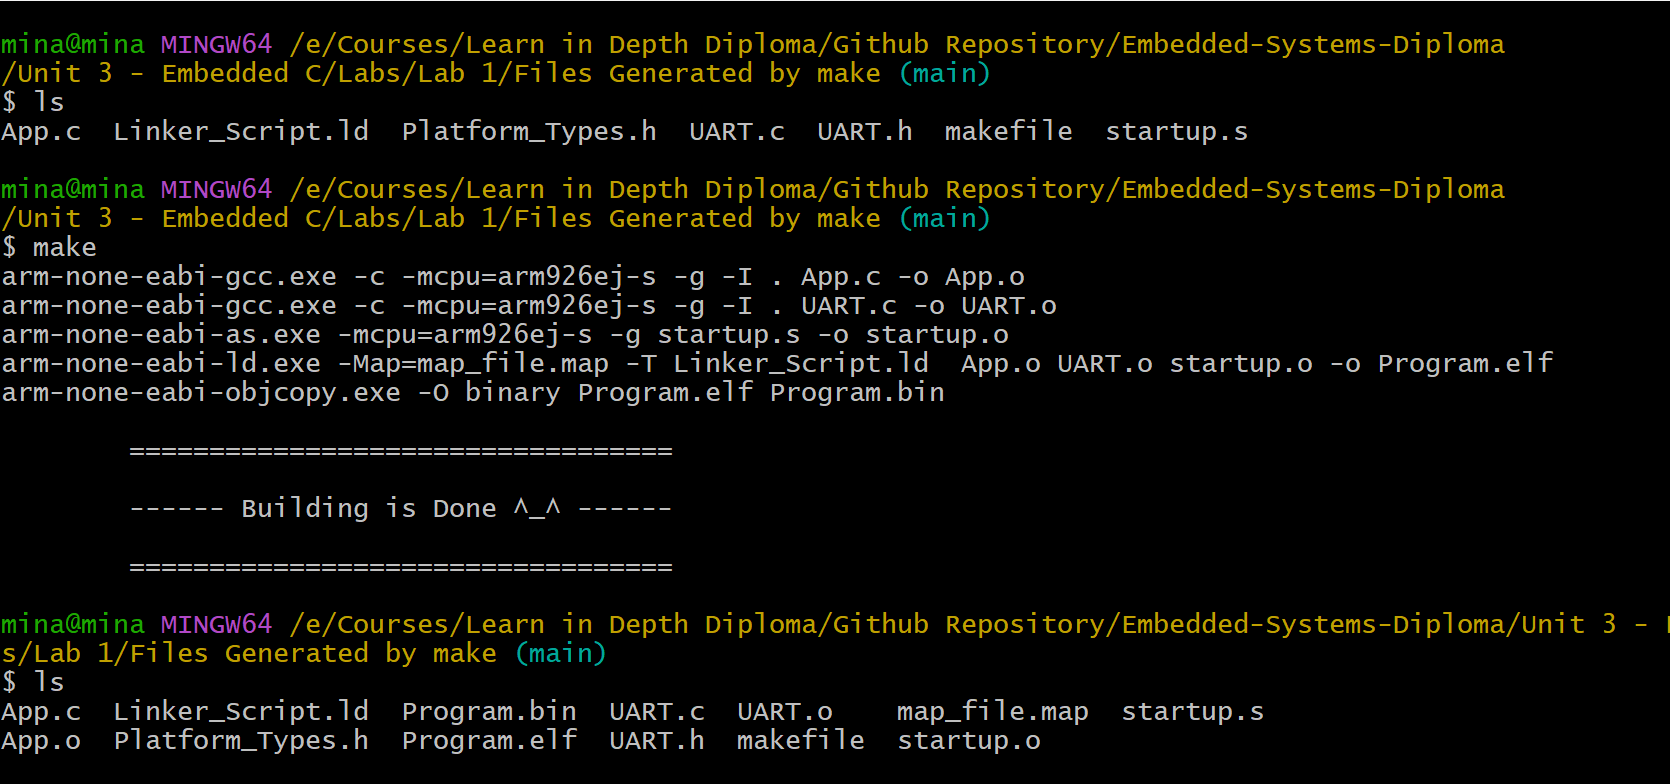 mina@mina MINGW64 /e/Courses/Learn in Depth Diploma/Github Repository/Embedded-Systems-Diploma
/Unit 3 - Embedded C/Labs/Lab 1/Files Generated by make (main)
$ ls
App.c  Linker_Script.ld  Platform_Types.h  UART.c  UART.h  makefile  startup.s
mina@mina MINGW64 /e/Courses/Learn in Depth Diploma/Github Repository/Embedded-Systems-Diploma
/Unit 3 - Embedded C/Labs/Lab 1/Files Generated by make (main)
$ make
arm-none-eabi-gcc.exe -c -mcpu=arm926ej-s -g -I . App.c -o App.o
arm-none-eabi-gcc.exe -c -mcpu=arm926ej-s -g -I . UART.c -o UART.o
arm-none-eabi-as.exe -mcpu=arm926ej-s -g startup.s -o startup.o
arm-none-eabi-ld.exe -Map=map_file.map -T Linker_Script.ld  App.o UART.o startup.o -o Program.elf
arm-none-eabi-objcopy.exe -O binary Program.elf Program.bin
==================================
------ Building is Done ^_^ ------
==================================
mina@mina MINGW64 /e/Courses/Learn in Depth Diploma/Github Repository/Embedded-Systems-Diploma/Unit 3 -
s/Lab 1/Files Generated by make (main)
$ ls
App.c  Linker_Script.ld  Program.bin  UART.c  UART.o    map_file.map  startup.s
App.o  Platform_Types.h  Program.elf  UART.h  makefile  startup.o